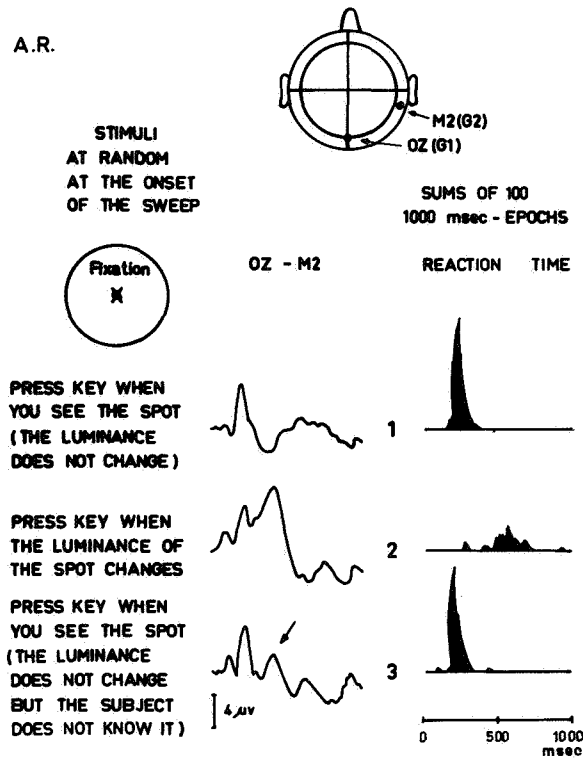 A.R.
M2(G2)
OZ(G1)
STIMULI
AT RANDOM
AT THE ONSET
OF THE SWEEP
SUMS OF 100
1000 msec - EPOCHS
Fixation
X
OZ - M2
REACTION TIME
PRESS KEY WHEN
YOU SEE THE SPOT
(THE LUMINANCE
DOES NOT CHANGE)
1
PRESS KEY WHEN
THE LUMINANCE OF
THE SPOT CHANGES
2
PRESS KEY WHEN
YOU SEE THE SPOT
(THE LUMINANCE
DOES NOT CHANGE
BUT THE SUBJECT
DOES NOT KNOW IT)
3
4 µv
0 500 1000
msec